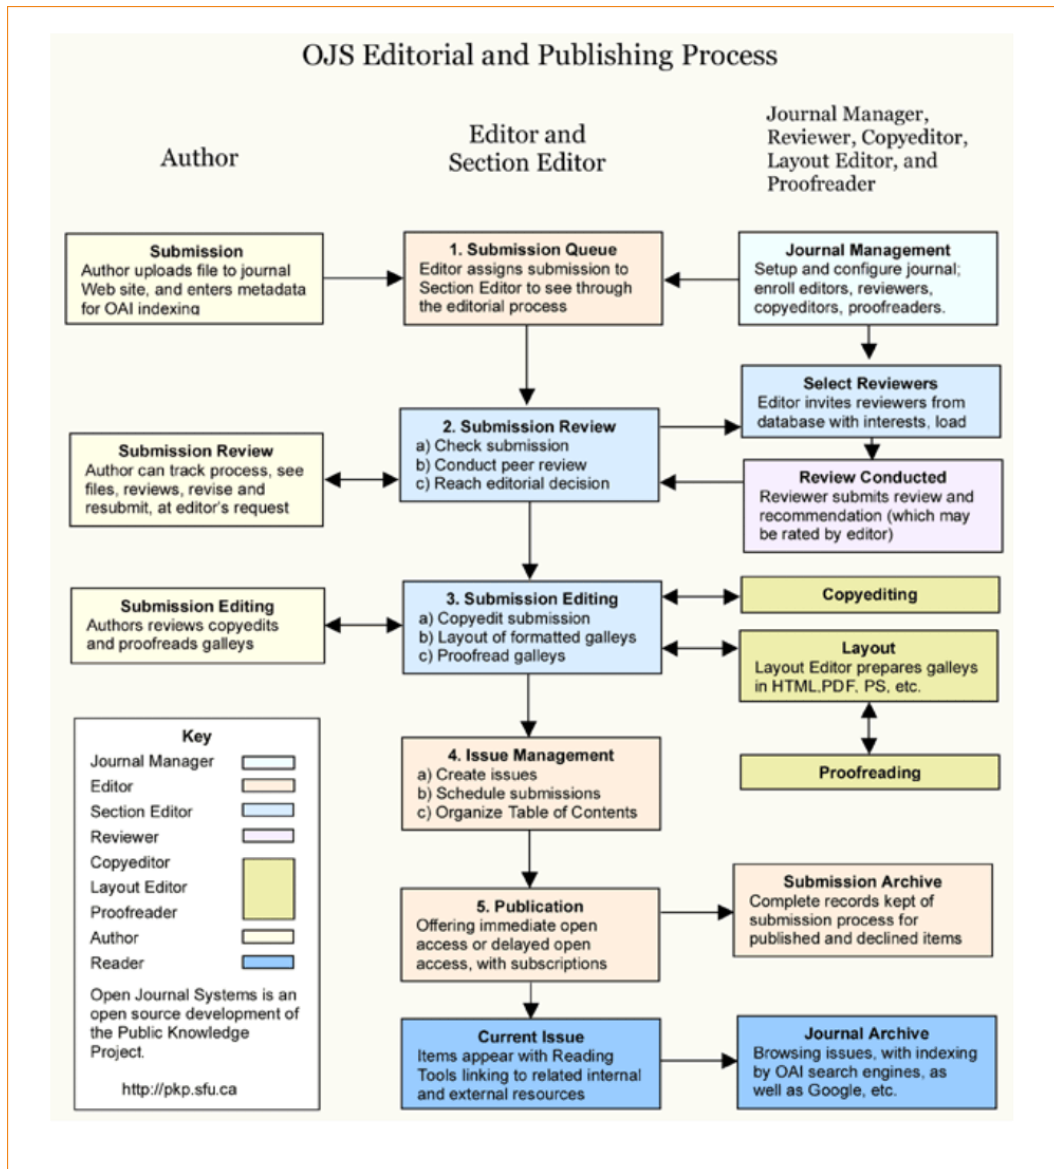 OJS Editorial and Publishing Process
Author
Editor and
Section Editor
Journal Manager,
Reviewer, Copyeditor,
Layout Editor, and
Proofreader
Submission
Author uploads file to journal
Web site, and enters metadata
for OAI indexing
1. Submission Queue
Editor assigns submission to
Section Editor to see through
the editorial process
Journal Management
Setup and configure journal;
enroll editors, reviewers,
copyeditors, proofreaders.
Select Reviewers
Editor invites reviewers from
database with interests, load
Submission Review
Author can track process, see
files, reviews, revise and
resubmit, at editor's request
2. Submission Review
a) Check submission
b) Conduct peer review
c) Reach editorial decision
Review Conducted
Reviewer submits review and
recommendation (which may
be rated by editor)
Submission Editing
Authors reviews copyedits
and proofreads galleys
3. Submission Editing
a) Copyedit submission
b) Layout of formatted galleys
c) Proofread galleys
Copyediting
Layout
Layout Editor prepares galleys
in HTML,PDF, PS, etc.
Proofreading
4. Issue Management
a) Create issues
b) Schedule submissions
c) Organize Table of Contents
5. Publication
Offering immediate open
access or delayed open
access, with subscriptions
Submission Archive
Complete records kept of
submission process for
published and declined items
Current Issue
Items appear with Reading
Tools linking to related internal
and external resources
Journal Archive
Browsing issues, with indexing
by OAI search engines, as
well as Google, etc.
Key
Journal Manager
Editor
Section Editor
Reviewer
Copyeditor
Layout Editor
Proofreader
Author
Reader
Open Journal Systems is an
open source development of
the Public Knowledge
Project.
http://pkp.sfu.ca